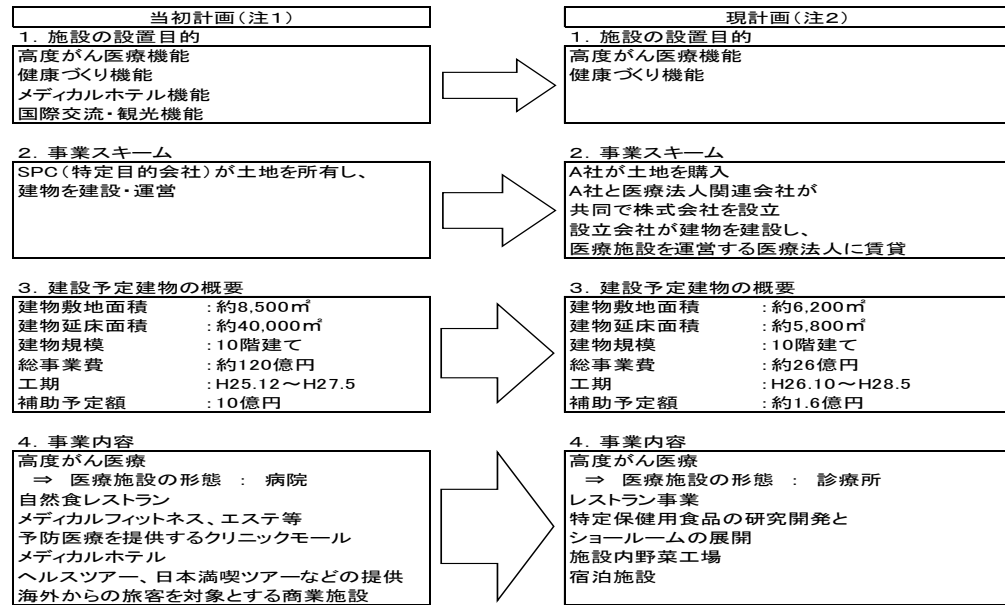 当初計画(注1)
1. 施設の設置目的
高度がん医療機能
健康づくり機能
メディカルホテル機能
国際交流・観光機能
2. 事業スキーム
SPC(特定目的会社)が土地を所有し、
建物を建設・運営
3. 建設予定建物の概要
建物敷地面積 :約8,500㎡
建物延床面積 :約40,000㎡
建物規模 :10階建て
総事業費 :約120億円
工期 :H25.12～H27.5
補助予定額 :10億円
4. 事業内容
高度がん医療
⇒ 医療施設の形態 : 病院
自然食レストラン
メディカルフィットネス、エステ等
予防医療を提供するクリニックモール
メディカルホテル
ヘルスツアー、日本満喫ツアーなどの提供
海外からの旅客を対象とする商業施設
現計画(注2)
1. 施設の設置目的
高度がん医療機能
健康づくり機能
2. 事業スキーム
A社が土地を購入
A社と医療法人関連会社が
共同で株式会社を設立
設立会社が建物を建設し、
医療施設を運営する医療法人に賃貸
3. 建設予定建物の概要
建物敷地面積 :約6,200㎡
建物延床面積 :約5,800㎡
建物規模 :10階建て
総事業費 :約26億円
工期 :H26.10～H28.5
補助予定額 :約1.6億円
4. 事業内容
高度がん医療
⇒ 医療施設の形態 : 診療所
レストラン事業
特定保健用食品の研究開発と
ショールームの展開
施設内野菜工場
宿泊施設